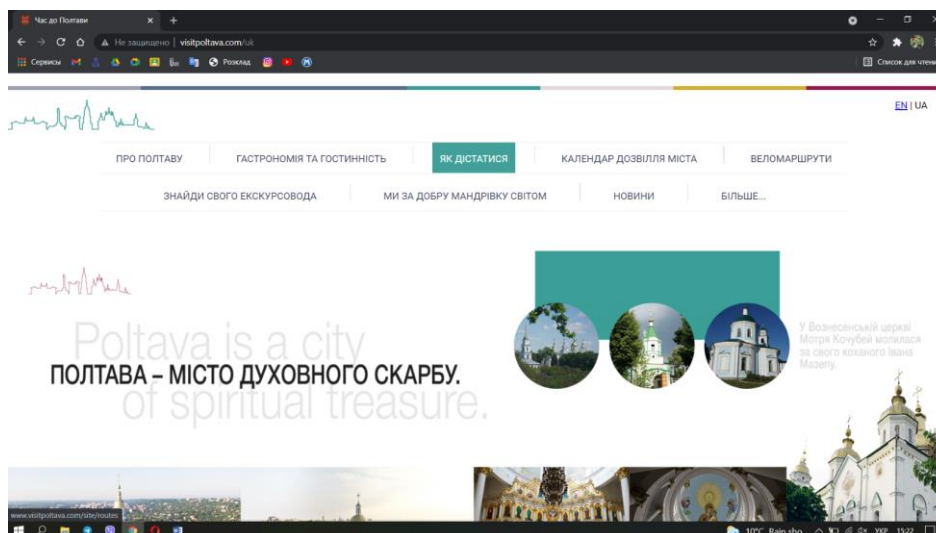 Час до Полтави
Не защищено | visitpoltava.com/uk
Сервисы
Розклад
Список для чтени
EN | UA
ПРО ПОЛТАВУ ГАСТРОНОМІЯ ТА ГОСТИННІСТЬ ЯК ДІСТАТИСЯ КАЛЕНДАР ДОЗВІЛЛЯ МІСТА ВЕЛОМАРШРУТИ
ЗНАЙДИ СВОГО ЕКСКУРСОВОДА МИ ЗА ДОБРУ МАНДРІВКУ СВІТОМ НОВИНИ БІЛЬШЕ...
Poltava is a city
ПОЛТАВА – МІСТО ДУХОВНОГО СКАРБУ.
of spiritual treasure.
У Вознесенській церкві
Мотря Кочубей молилася
за свого коханого Івана
Мазепу.
www.visitpoltava.com/site/routes
10°C Rain sho... УКР 15:22